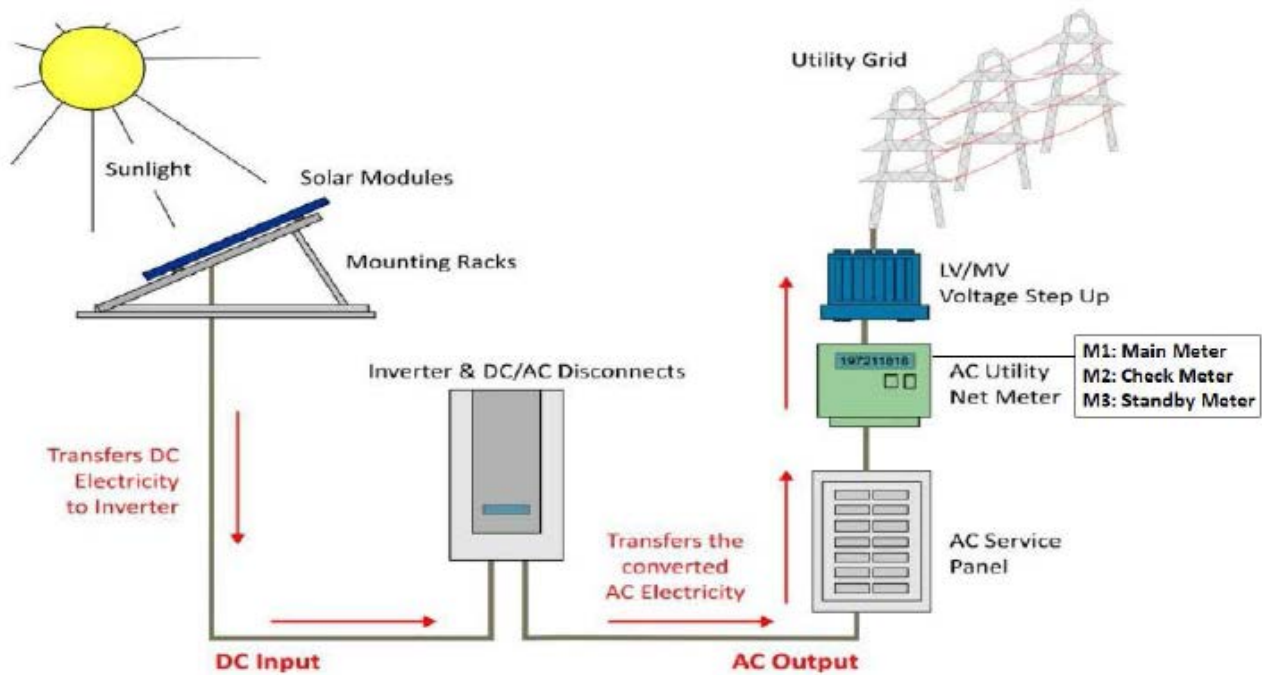 Utility Grid
Sunlight
Solar Modules
Mounting Racks
LV/MV
Voltage Step Up
Inverter & DC/AC Disconnects
197211818
AC Utility
Net Meter
M1: Main Meter
M2: Check Meter
M3: Standby Meter
Transfers DC
Electricity
to Inverter
Transfers the
converted
AC Electricity
AC Service
Panel
DC Input
AC Output